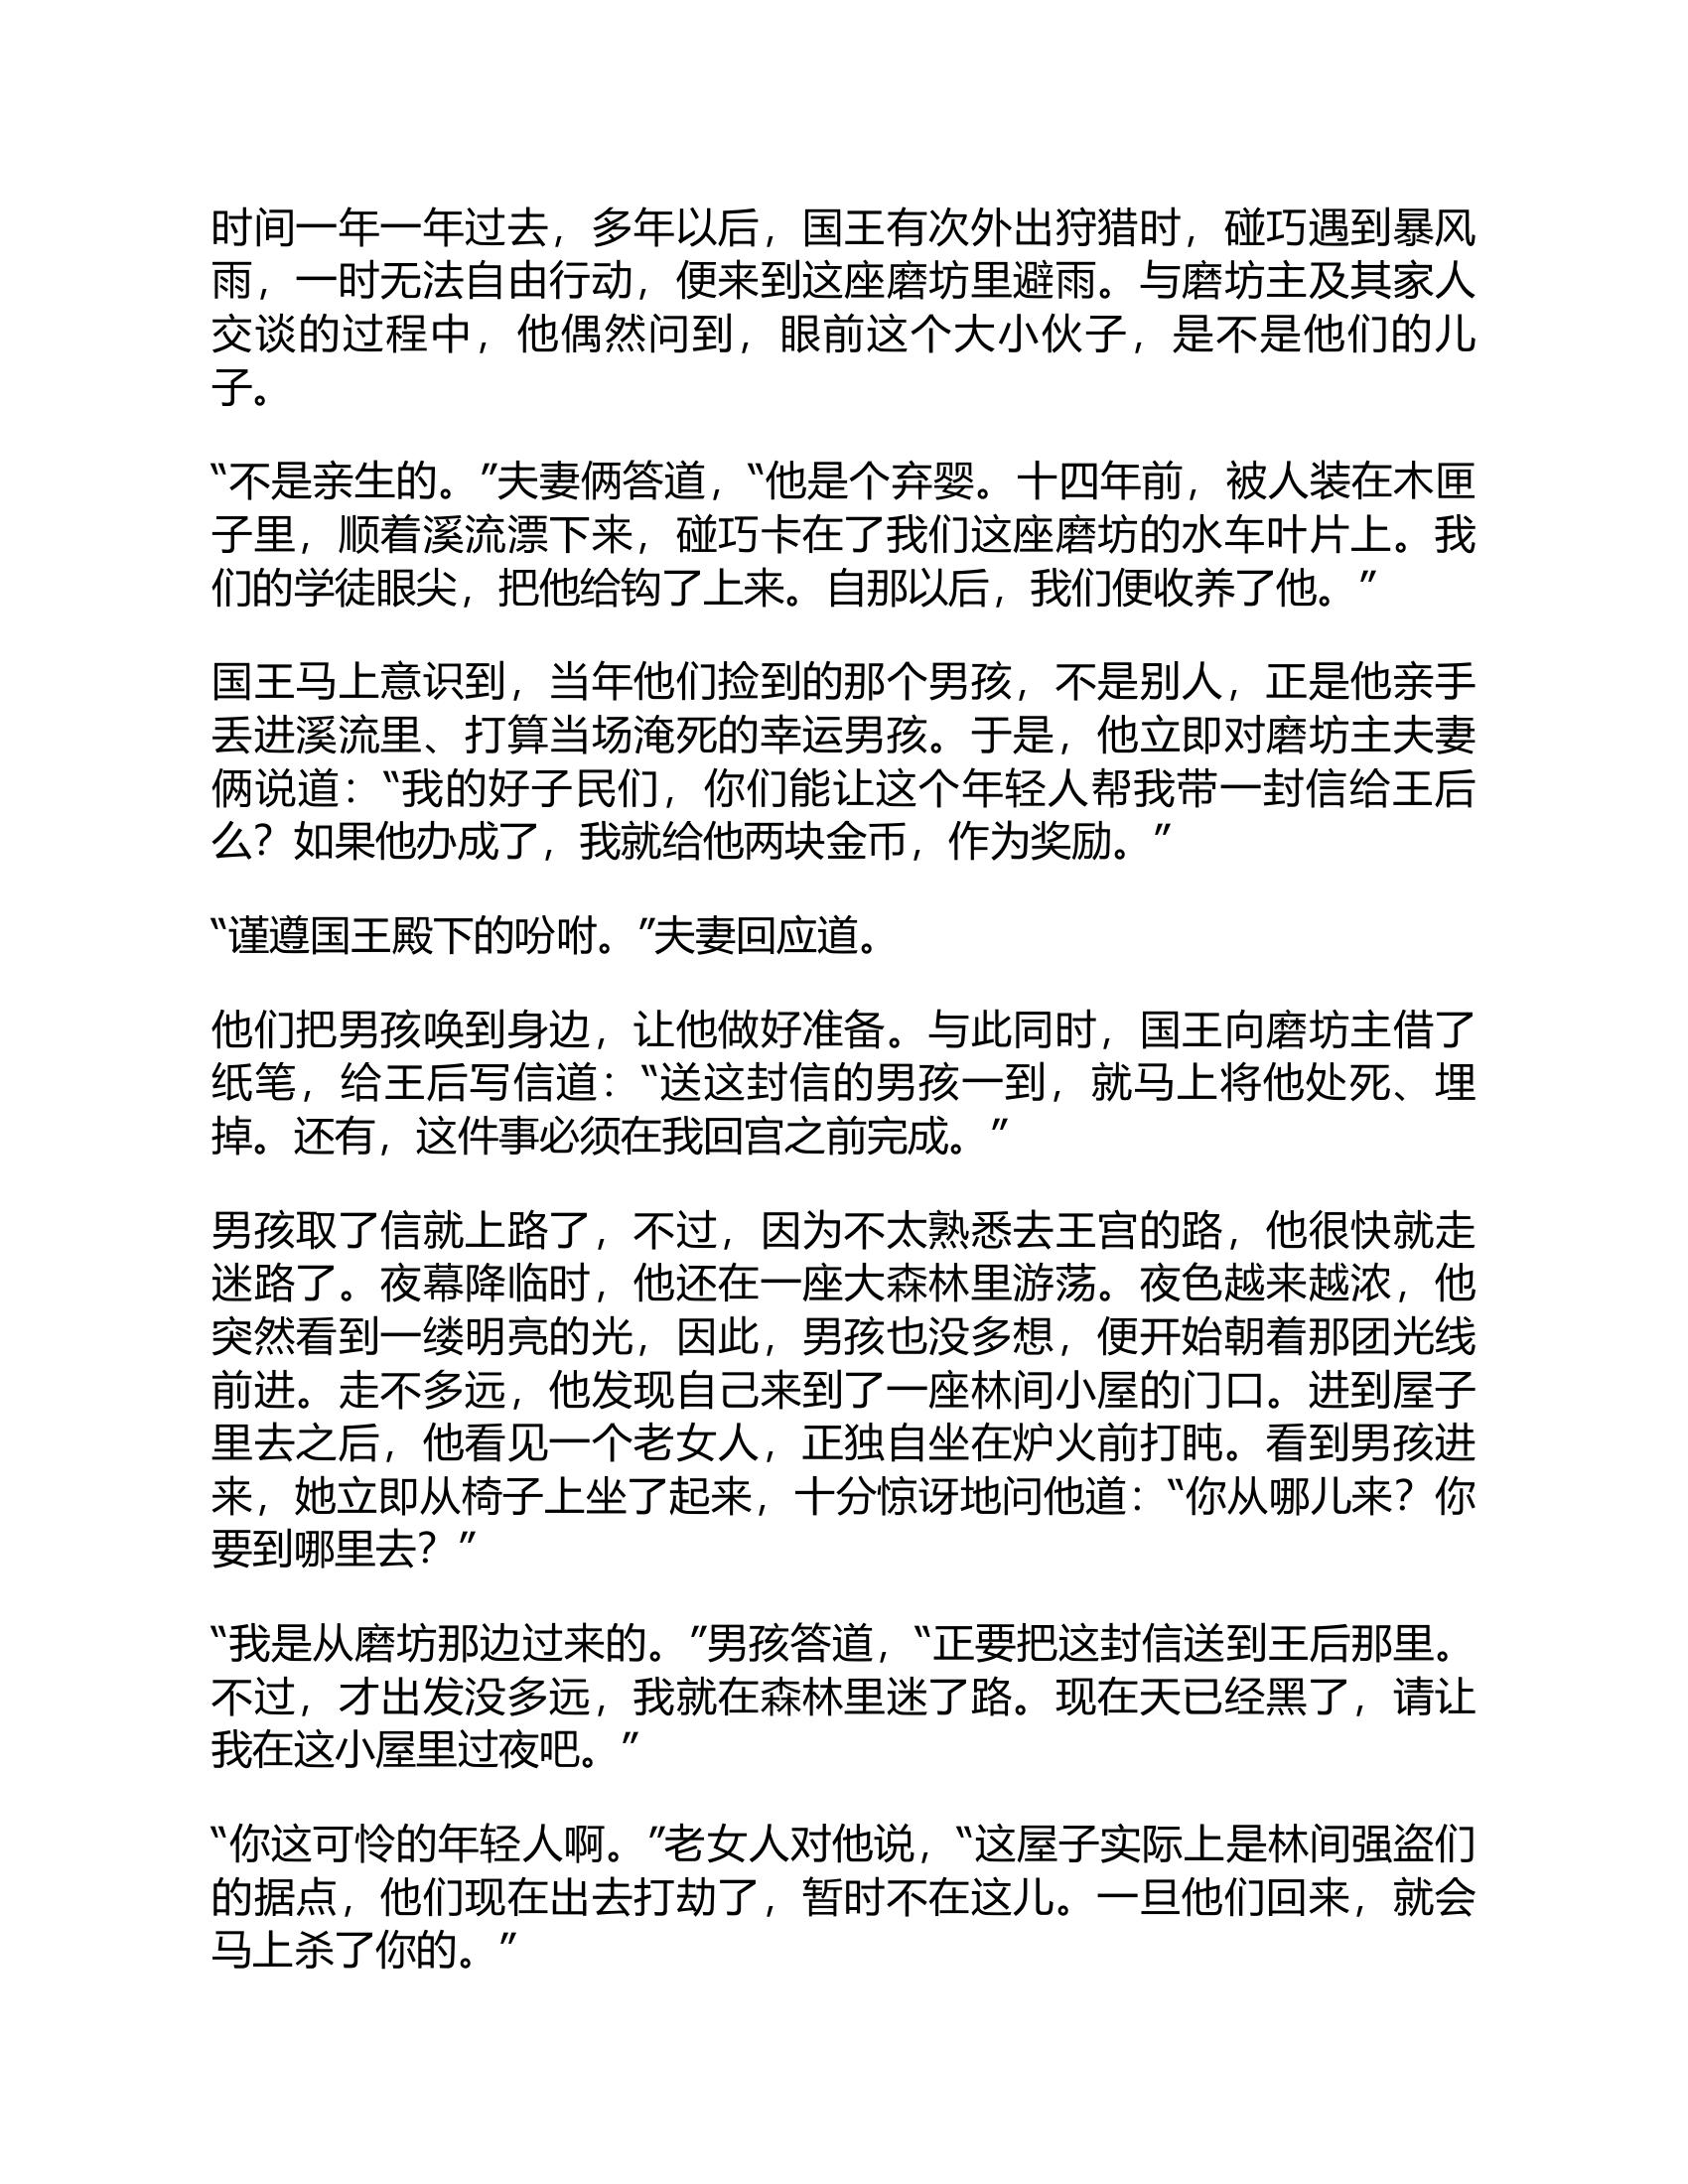 时间一年一年过去，多年以后，国王有次外出狩猎时，碰巧遇到暴风
雨，一时无法自由行动，便来到这座磨坊里避雨。与磨坊主及其家人
交谈的过程中，他偶然问到，眼前这个大小伙子，是不是他们的儿
子。
“不是亲生的。”夫妻俩答道，“他是个弃婴。十四年前，被人装在木匣
子里，顺着溪流漂下来，碰巧卡在了我们这座磨坊的水车叶片上。我
们的学徒眼尖，把他给钩了上来。自那以后，我们便收养了他。”
国王马上意识到，当年他们捡到的那个男孩，不是别人，正是他亲手
丢进溪流里、打算当场淹死的幸运男孩。于是，他立即对磨坊主夫妻
俩说道：“我的好子民们，你们能让这个年轻人帮我带一封信给王后
么？如果他办成了，我就给他两块金币，作为奖励。”
“谨遵国王殿下的吩咐。”夫妻回应道。
他们把男孩唤到身边，让他做好准备。与此同时，国王向磨坊主借了
纸笔，给王后写信道：“送这封信的男孩一到，就马上将他处死、埋
掉。还有，这件事必须在我回宫之前完成。”
男孩取了信就上路了，不过，因为不太熟悉去王宫的路，他很快就走
迷路了。夜幕降临时，他还在一座大森林里游荡。夜色越来越浓，他
突然看到一缕明亮的光，因此，男孩也没多想，便开始朝着那团光线
前进。走不多远，他发现自己来到了一座林间小屋的门口。进到屋子
里去之后，他看见一个老女人，正独自坐在炉火前打盹。看到男孩进
来，她立即从椅子上坐了起来，十分惊讶地问他道：“你从哪儿来？你
要到哪里去？”
“我是从磨坊那边过来的。”男孩答道，“正要把这封信送到王后那里。
不过，才出发没多远，我就在森林里迷了路。现在天已经黑了，请让
我在这小屋里过夜吧。”
“你这可怜的年轻人啊。”老女人对他说，“这屋子实际上是林间强盗们
的据点，他们现在出去打劫了，暂时不在这儿。一旦他们回来，就会
马上杀了你的。”